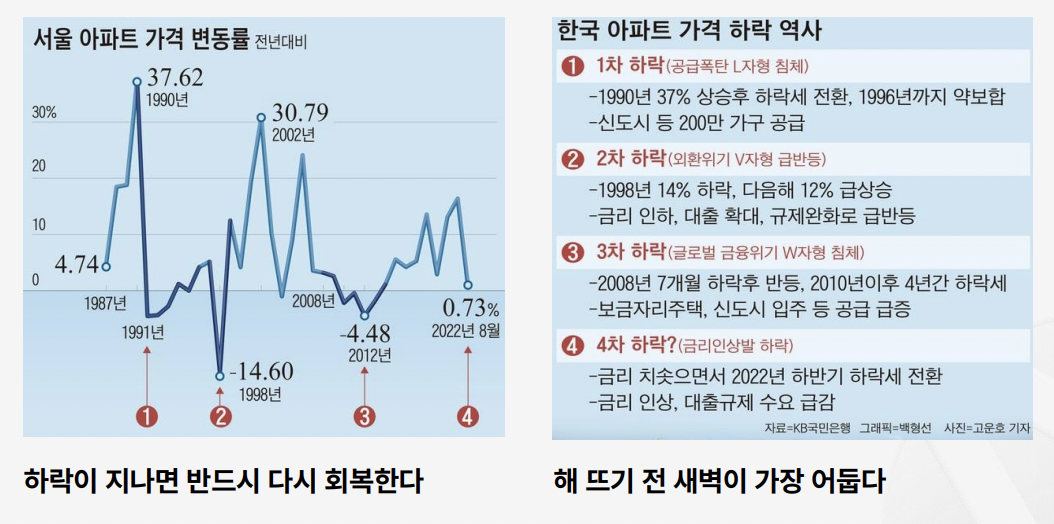 서울 아파트 가격 변동률 전년대비
37.62
1990년
30.79
2002년
30%
20
10
0
4.74
1987년
1991년
2008년
-14.60
1998년
-4.48
2012년
0.73%
2022년 8월
1
2
3
4
하락이 지나면 반드시 다시 회복한다
한국 아파트 가격 하락 역사
1 1차 하락(공급폭탄 L자형 침체)
-1990년 37% 상승후 하락세 전환, 1996년까지 약보합
-신도시 등 200만 가구 공급
2 2차 하락(외환위기 V자형 급반등)
-1998년 14% 하락, 다음해 12% 급상승
-금리 인하, 대출 확대, 규제완화로 급반등
3 3차 하락(글로벌 금융위기 W자형 침체)
-2008년 7개월 하락후 반등, 2010년이후 4년간 하락세
-보금자리주택, 신도시 입주 등 공급 급증
4 4차 하락?(금리인상발 하락)
-금리 치솟으면서 2022년 하반기 하락세 전환
-금리 인상, 대출규제 수요 급감
자료=KB국민은행 그래픽=백형선 사진=고운호 기자
해 뜨기 전 새벽이 가장 어둡다